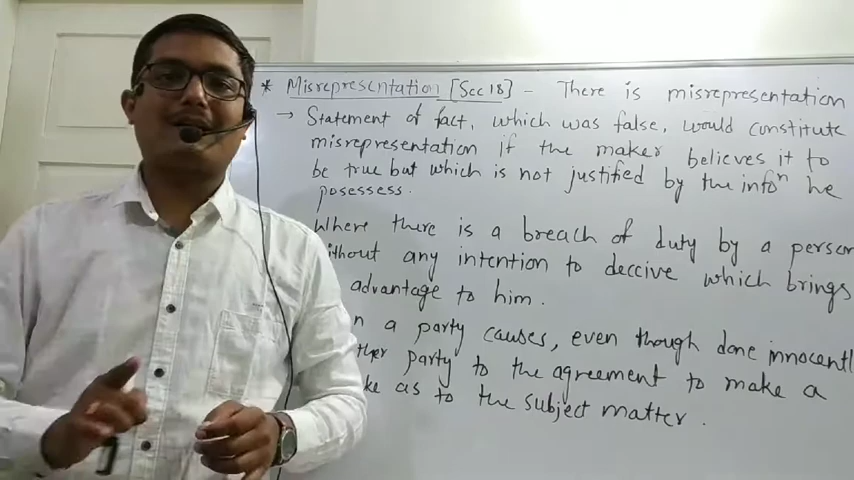 * Misrepresentation [Sec 18] - There is misrepresentation
→ Statement of fact, which was false, would constitute
misrepresentation if the maker believes it to
be true but which is not justified by the infoⁿ he
posessess.
Where there is a breach of duty by a person
without any intention to deceive which brings
advantage to him.
a party causes, even though done innocentl
party to the agreement to make a
as to the subject matter.